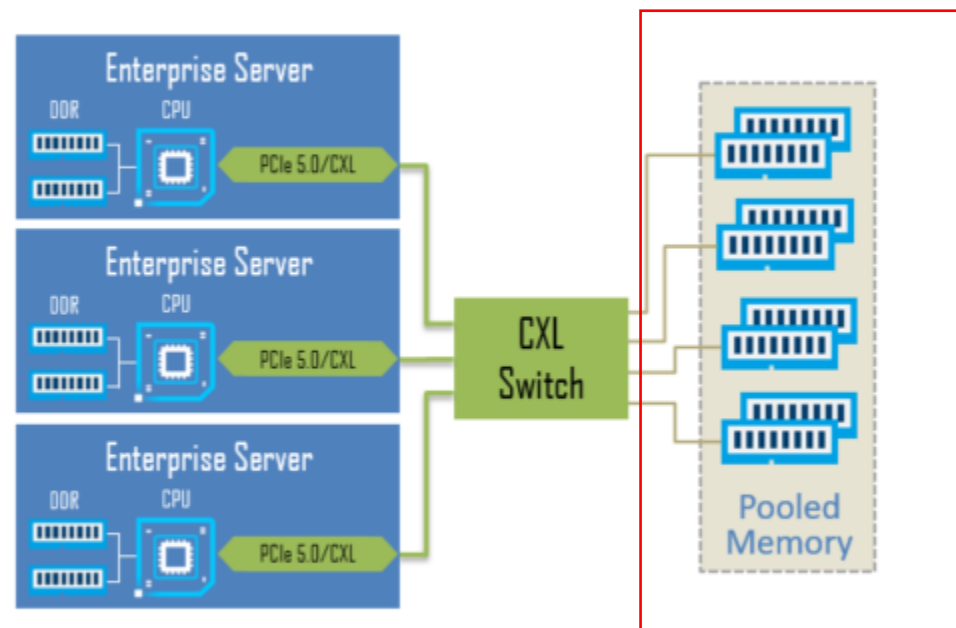 Enterprise Server
DDR
CPU
PCIe 5.0/CXL
Enterprise Server
DDR
CPU
PCIe 5.0/CXL
Enterprise Server
DDR
CPU
PCIe 5.0/CXL
CXL
Switch
Pooled
Memory